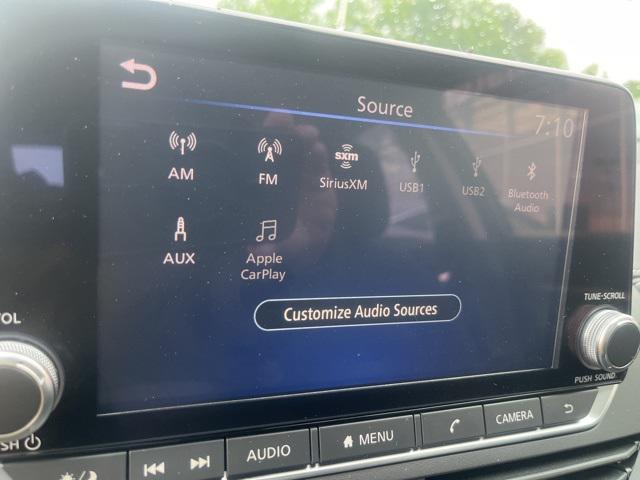 Source
7:10
AM
FM
sxm
SiriusXM
USB1
USB2
Bluetooth
Audio
AUX
Apple
CarPlay
Customize Audio Sources
VOL
TUNE-SCROLL
PUSH SOUND
AUDIO
MENU
CAMERA